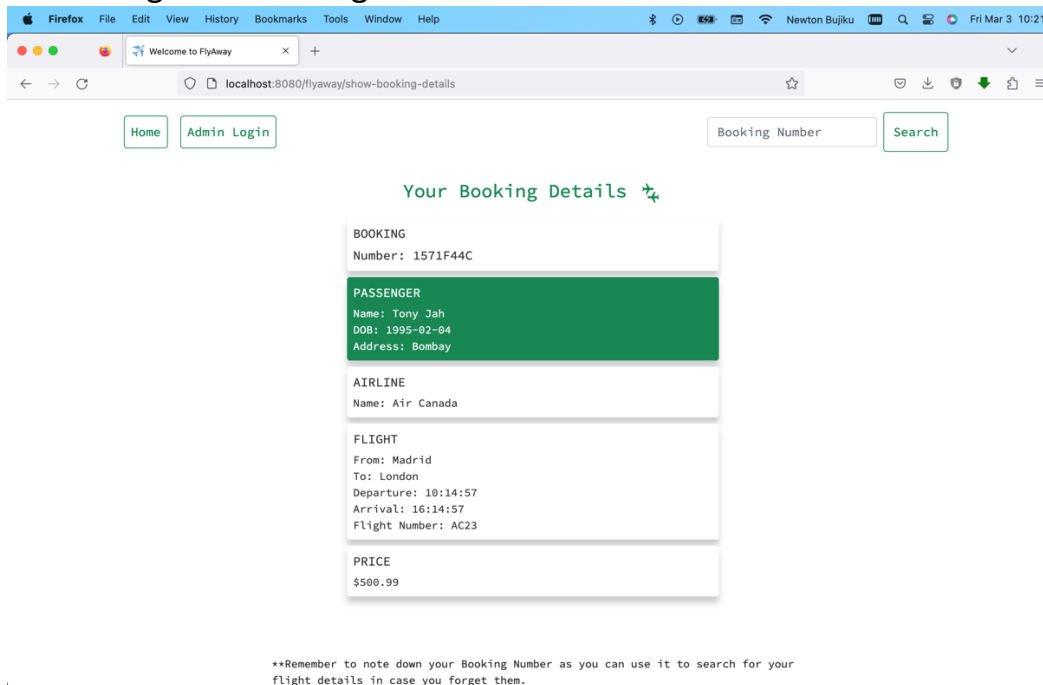 Firefox File Edit View History Bookmarks Tools Window Help Newton Bujiku Fri Mar 3 10:21
Welcome to FlyAway
localhost:8080/flyaway/show-booking-details
Home Admin Login Booking Number Search
Your Booking Details
BOOKING
Number: 1571F44C
PASSENGER
Name: Tony Jah
DOB: 1995-02-04
Address: Bombay
AIRLINE
Name: Air Canada
FLIGHT
From: Madrid
To: London
Departure: 10:14:57
Arrival: 16:14:57
Flight Number: AC23
PRICE
$500.99
**Remember to note down your Booking Number as you can use it to search for your
flight details in case you forget them.